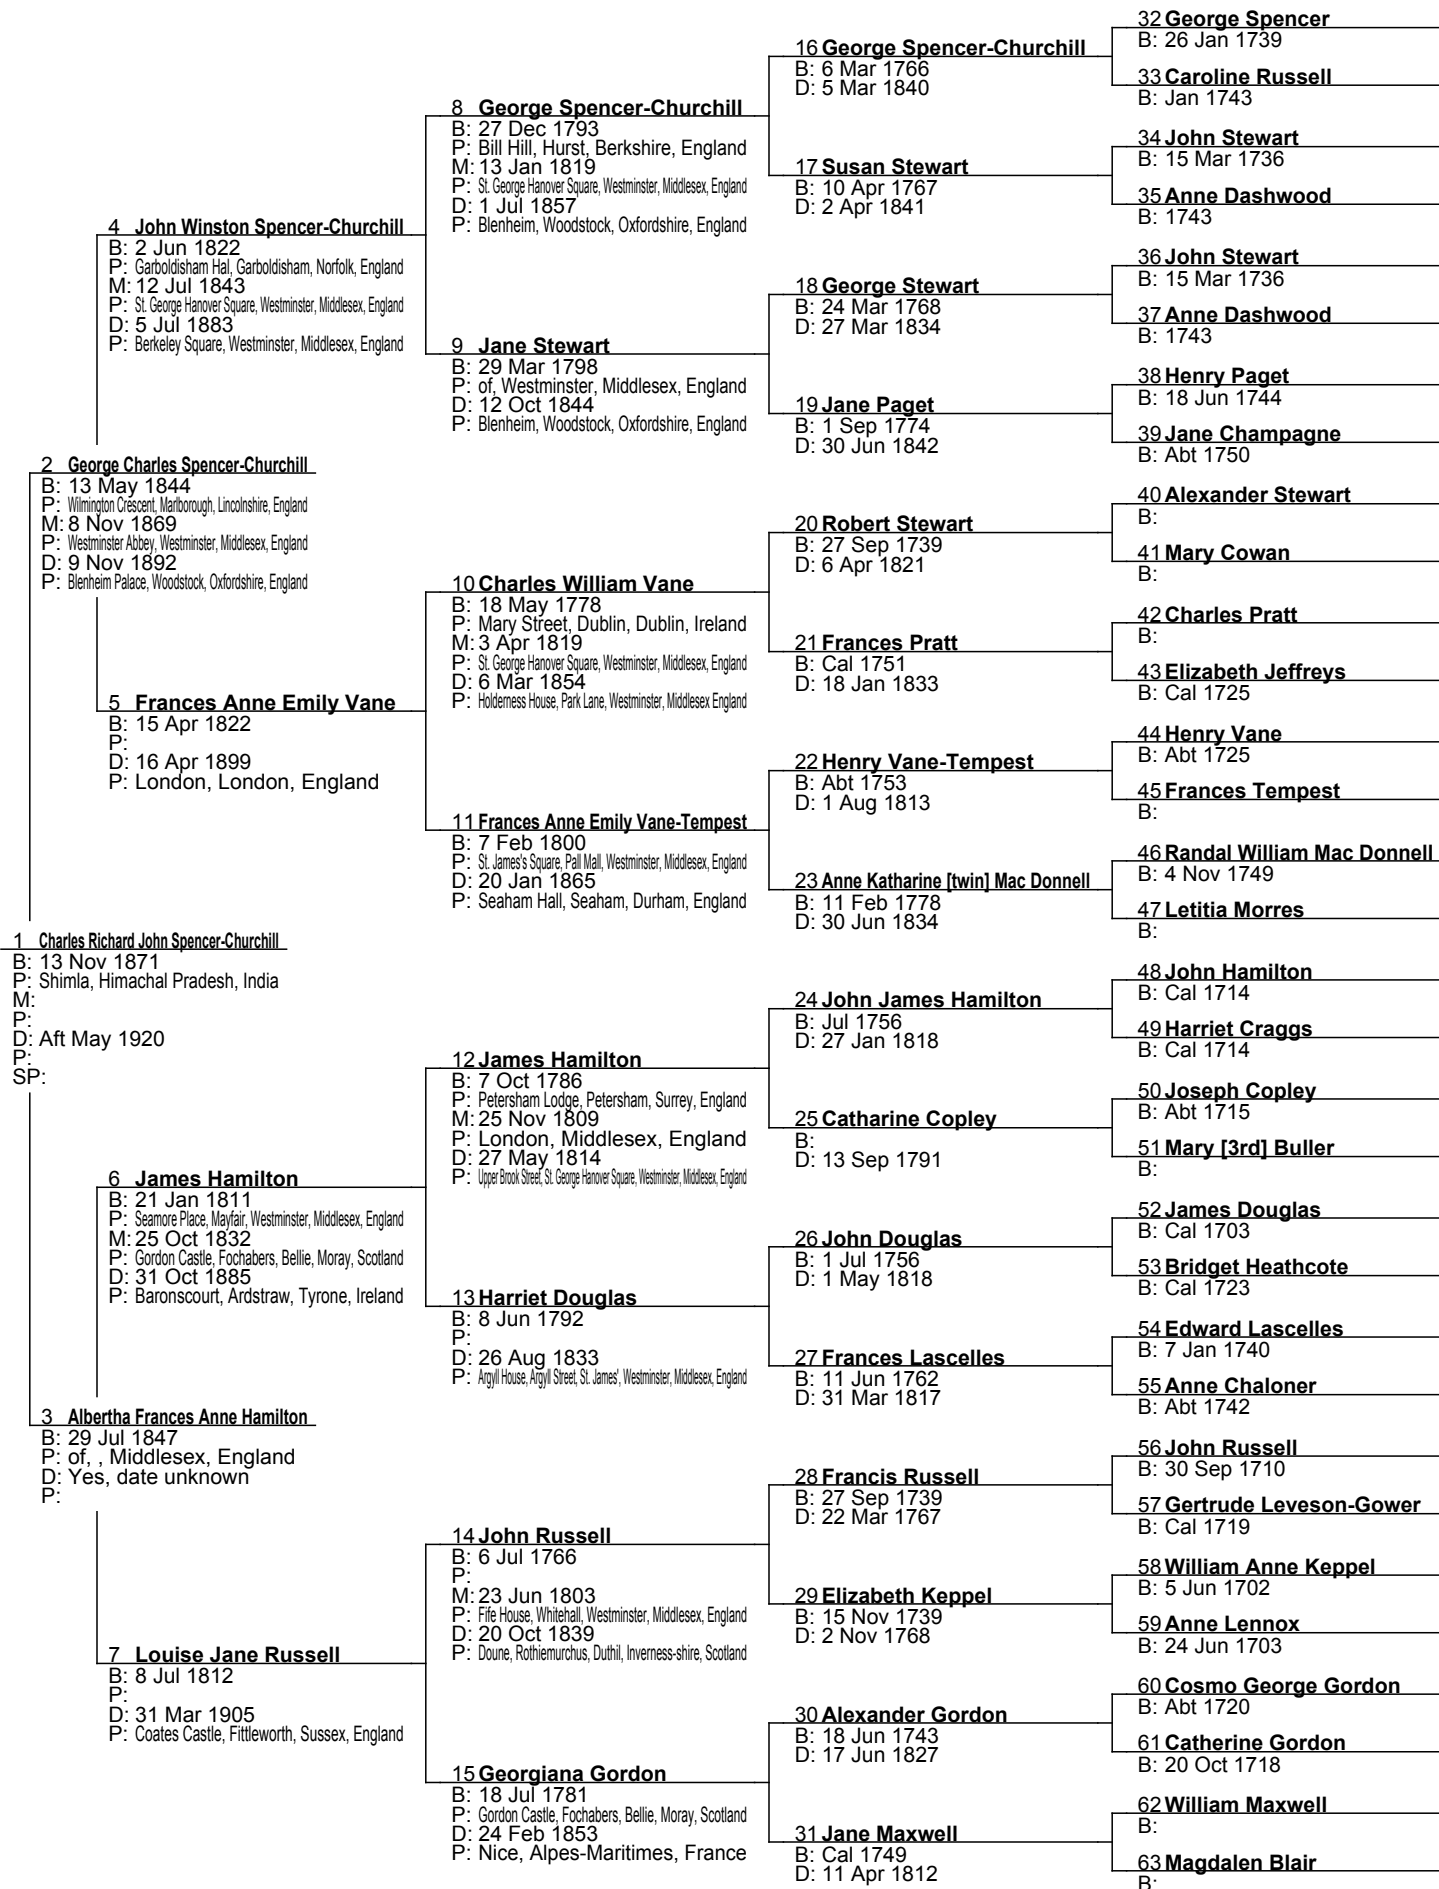 1 Charles Richard John Spencer-Churchill
B: 13 Nov 1871
P: Shimla, Himachal Pradesh, India
M:
P:
D: Aft May 1920
P:
SP:
2 George Charles Spencer-Churchill
B: 13 May 1844
P: Wilmington Crescent, Marlborough, Lincolnshire, England
M: 8 Nov 1869
P: Westminster Abbey, Westminster, Middlesex, England
D: 9 Nov 1892
P: Blenheim Palace, Woodstock, Oxfordshire, England
3 Albertha Frances Anne Hamilton
B: 29 Jul 1847
P: of, , Middlesex, England
D: Yes, date unknown
P:
4 John Winston Spencer-Churchill
B: 2 Jun 1822
P: Garboldisham Hal, Garboldisham, Norfolk, England
M: 12 Jul 1843
P: St. George Hanover Square, Westminster, Middlesex, England
D: 5 Jul 1883
P: Berkeley Square, Westminster, Middlesex, England
5 Frances Anne Emily Vane
B: 15 Apr 1822
P:
D: 16 Apr 1899
P: London, London, England
6 James Hamilton
B: 21 Jan 1811
P: Seamore Place, Mayfair, Westminster, Middlesex, England
M: 25 Oct 1832
P: Gordon Castle, Fochabers, Bellie, Moray, Scotland
D: 31 Oct 1885
P: Baronscourt, Ardstraw, Tyrone, Ireland
7 Louise Jane Russell
B: 8 Jul 1812
P:
D: 31 Mar 1905
P: Coates Castle, Fittleworth, Sussex, England
8 George Spencer-Churchill
B: 27 Dec 1793
P: Bill Hill, Hurst, Berkshire, England
M: 13 Jan 1819
P: St. George Hanover Square, Westminster, Middlesex, England
D: 1 Jul 1857
P: Blenheim, Woodstock, Oxfordshire, England
9 Jane Stewart
B: 29 Mar 1798
P: of, Westminster, Middlesex, England
D: 12 Oct 1844
P: Blenheim, Woodstock, Oxfordshire, England
10 Charles William Vane
B: 18 May 1778
P: Mary Street, Dublin, Dublin, Ireland
M: 3 Apr 1819
P: St. George Hanover Square, Westminster, Middlesex, England
D: 6 Mar 1854
P: Holderness House, Park Lane, Westminster, Middlesex England
11 Frances Anne Emily Vane-Tempest
B: 7 Feb 1800
P: St. James's Square, Pall Mall, Westminster, Middlesex, England
D: 20 Jan 1865
P: Seaham Hall, Seaham, Durham, England
12 James Hamilton
B: 7 Oct 1786
P: Petersham Lodge, Petersham, Surrey, England
M: 25 Nov 1809
P: London, Middlesex, England
D: 27 May 1814
P: Upper Brook Street, St. George Hanover Square, Westminster, Middlesex, England
13 Harriet Douglas
B: 8 Jun 1792
P:
D: 26 Aug 1833
P: Argyll House, Argyll Street, St. James', Westminster, Middlesex, England
14 John Russell
B: 6 Jul 1766
P:
M: 23 Jun 1803
P: Fife House, Whitehall, Westminster, Middlesex, England
D: 20 Oct 1839
P: Doune, Rothiemurchus, Duthil, Inverness-shire, Scotland
15 Georgiana Gordon
B: 18 Jul 1781
P: Gordon Castle, Fochabers, Bellie, Moray, Scotland
D: 24 Feb 1853
P: Nice, Alpes-Maritimes, France
16 George Spencer-Churchill
B: 6 Mar 1766
D: 5 Mar 1840
17 Susan Stewart
B: 10 Apr 1767
D: 2 Apr 1841
18 George Stewart
B: 24 Mar 1768
D: 27 Mar 1834
19 Jane Paget
B: 1 Sep 1774
D: 30 Jun 1842
20 Robert Stewart
B: 27 Sep 1739
D: 6 Apr 1821
21 Frances Pratt
B: Cal 1751
D: 18 Jan 1833
22 Henry Vane-Tempest
B: Abt 1753
D: 1 Aug 1813
23 Anne Katharine [twin] Mac Donnell
B: 11 Feb 1778
D: 30 Jun 1834
24 John James Hamilton
B: Jul 1756
D: 27 Jan 1818
25 Catharine Copley
B:
D: 13 Sep 1791
26 John Douglas
B: 1 Jul 1756
D: 1 May 1818
27 Frances Lascelles
B: 11 Jun 1762
D: 31 Mar 1817
28 Francis Russell
B: 27 Sep 1739
D: 22 Mar 1767
29 Elizabeth Keppel
B: 15 Nov 1739
D: 2 Nov 1768
30 Alexander Gordon
B: 18 Jun 1743
D: 17 Jun 1827
31 Jane Maxwell
B: Cal 1749
D: 11 Apr 1812
32 George Spencer
B: 26 Jan 1739
33 Caroline Russell
B: Jan 1743
34 John Stewart
B: 15 Mar 1736
35 Anne Dashwood
B: 1743
36 John Stewart
B: 15 Mar 1736
37 Anne Dashwood
B: 1743
38 Henry Paget
B: 18 Jun 1744
39 Jane Champagne
B: Abt 1750
40 Alexander Stewart
B:
41 Mary Cowan
B:
42 Charles Pratt
B:
43 Elizabeth Jeffreys
B: Cal 1725
44 Henry Vane
B: Abt 1725
45 Frances Tempest
B:
46 Randal William Mac Donnell
B: 4 Nov 1749
47 Letitia Morres
B:
48 John Hamilton
B: Cal 1714
49 Harriet Craggs
B: Cal 1714
50 Joseph Copley
B: Abt 1715
51 Mary [3rd] Buller
B:
52 James Douglas
B: Cal 1703
53 Bridget Heathcote
B: Cal 1723
54 Edward Lascelles
B: 7 Jan 1740
55 Anne Chaloner
B: Abt 1742
56 John Russell
B: 30 Sep 1710
57 Gertrude Leveson-Gower
B: Cal 1719
58 William Anne Keppel
B: 5 Jun 1702
59 Anne Lennox
B: 24 Jun 1703
60 Cosmo George Gordon
B: Abt 1720
61 Catherine Gordon
B: 20 Oct 1718
62 William Maxwell
B:
63 Magdalen Blair
B: